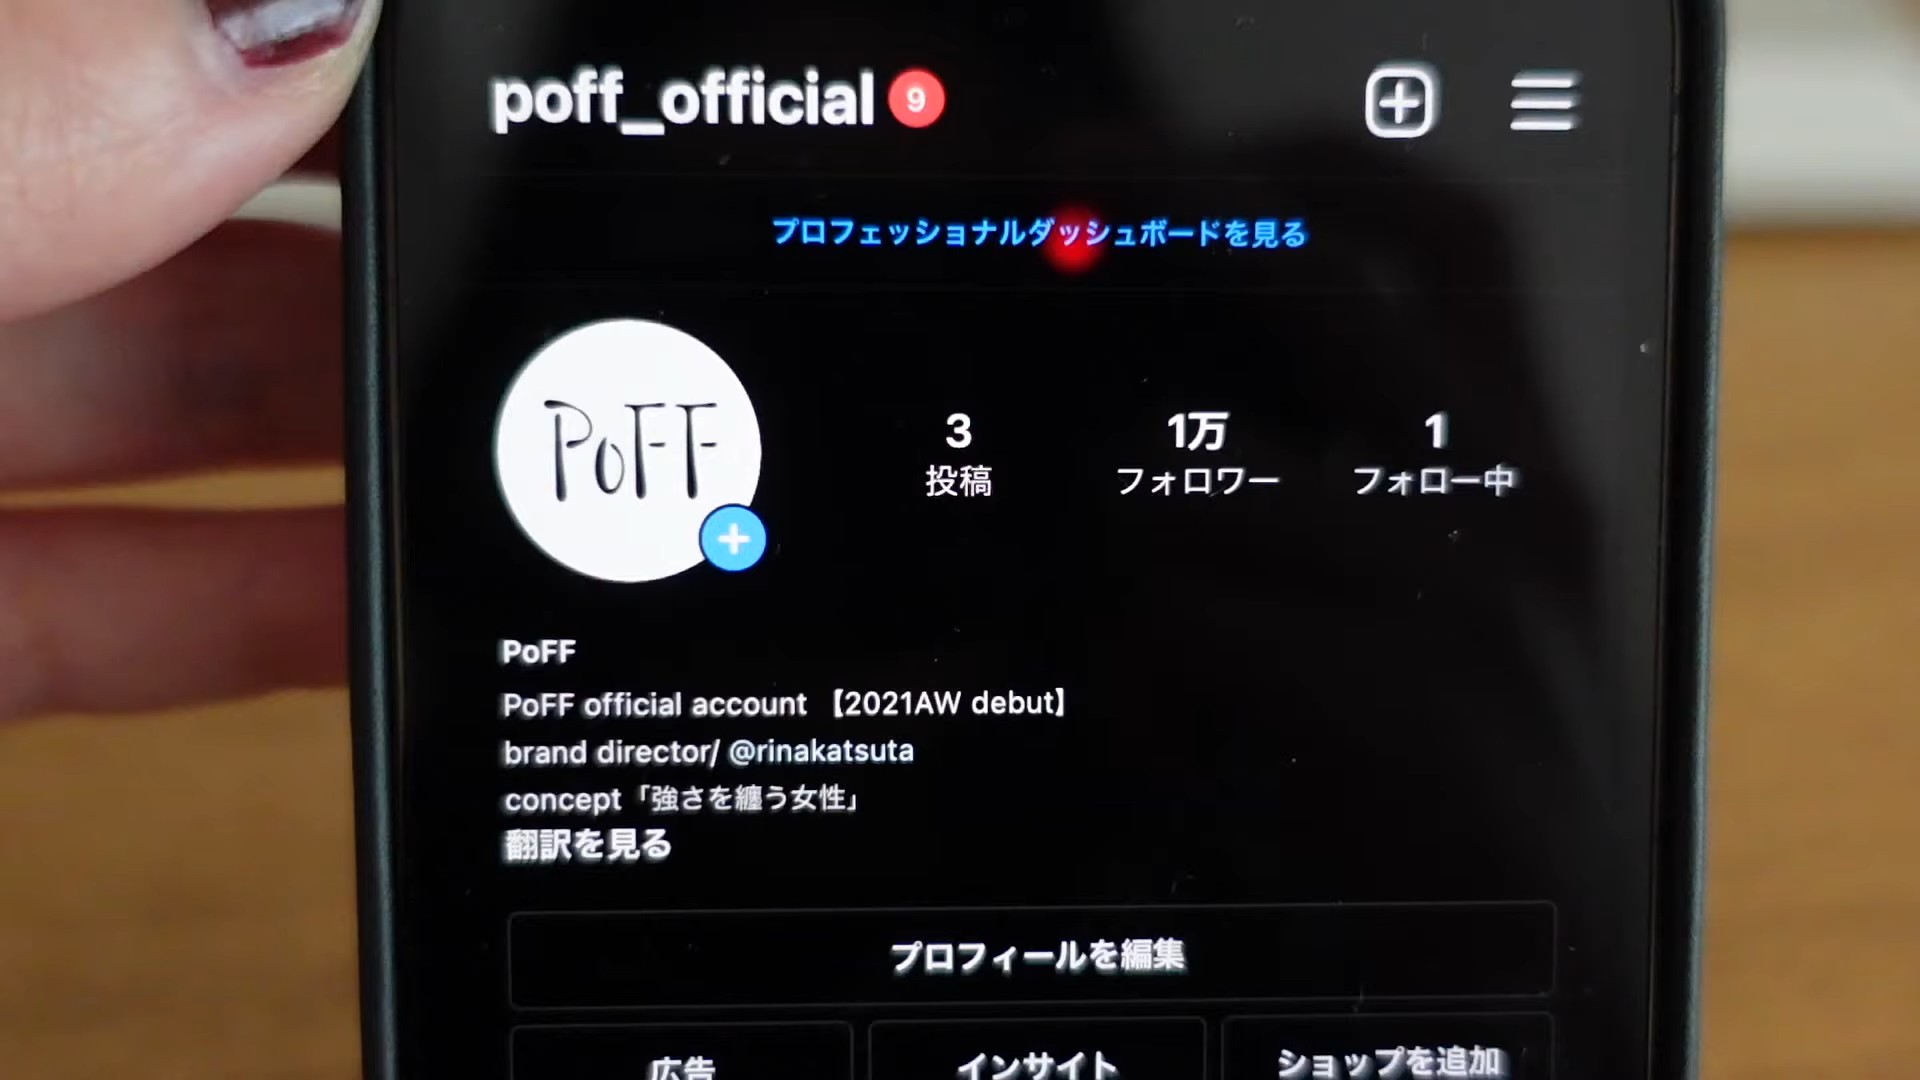 poff_official 9
プロフェッショナルダッシュボードを見る
PoFF
3
投稿
1万
フォロワー
1
フォロー中
PoFF
PoFF official account 【2021AW debut】
brand director/ @rinakatsuta
concept「強さを纏う女性」
翻訳を見る
プロフィールを編集
広告
インサイト
ショップを追加